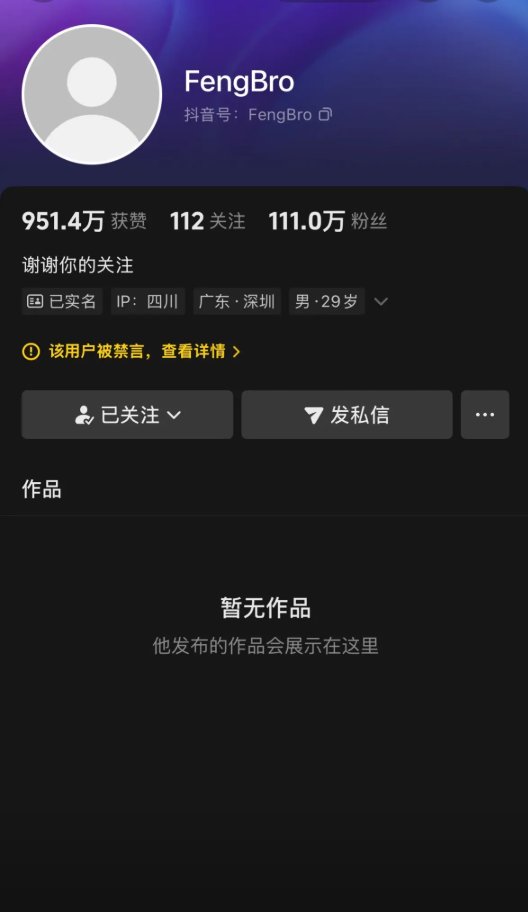 FengBro
抖音号：FengBro
951.4万 获赞 112 关注 111.0万 粉丝
谢谢你的关注
已实名 IP：四川 广东·深圳 男·29岁
该用户被禁言，查看详情
已关注 发私信
作品
暂无作品
他发布的作品会展示在这里